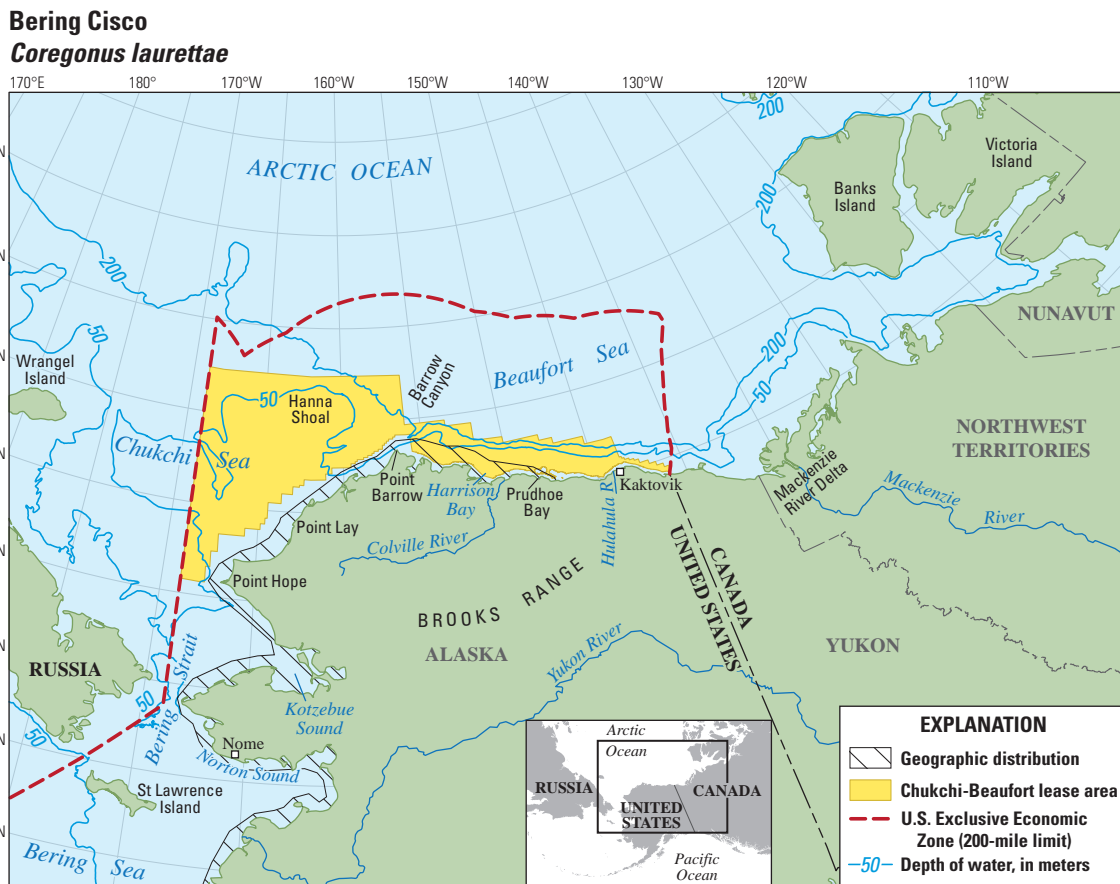 Bering Cisco
Coregonus laurettae
170°E
180°
170°W
160°W
150°W
140°W
130°W
120°W
110°W
N
N
N
N
N
N
N
N
200
ARCTIC OCEAN
Victoria
Island
Banks
Island
200
200
NUNAVUT
50
Wrangel
Island
Beaufort Sea
200
50
Barrow
Canyon
50
Hanna
Shoal
Chukchi
Sea
NORTHWEST
TERRITORIES
Point
Barrow
Harrison
Bay
Prudhoe
Bay
Hulahula R.
Kaktovik
Mackenzie
River Delta
Mackenzie
River
Point Lay
Colville River
Point Hope
BROOKS RANGE
CANADA
UNITED STATES
ALASKA
Yukon River
YUKON
RUSSIA
50
Bering Strait
Kotzebue
Sound
50
Nome
Norton Sound
St Lawrence
Island
Bering Sea
Arctic
Ocean
RUSSIA
CANADA
UNITED
STATES
Pacific
Ocean
EXPLANATION
Geographic distribution
Chukchi-Beaufort lease area
U.S. Exclusive Economic
Zone (200-mile limit)
50
Depth of water, in meters